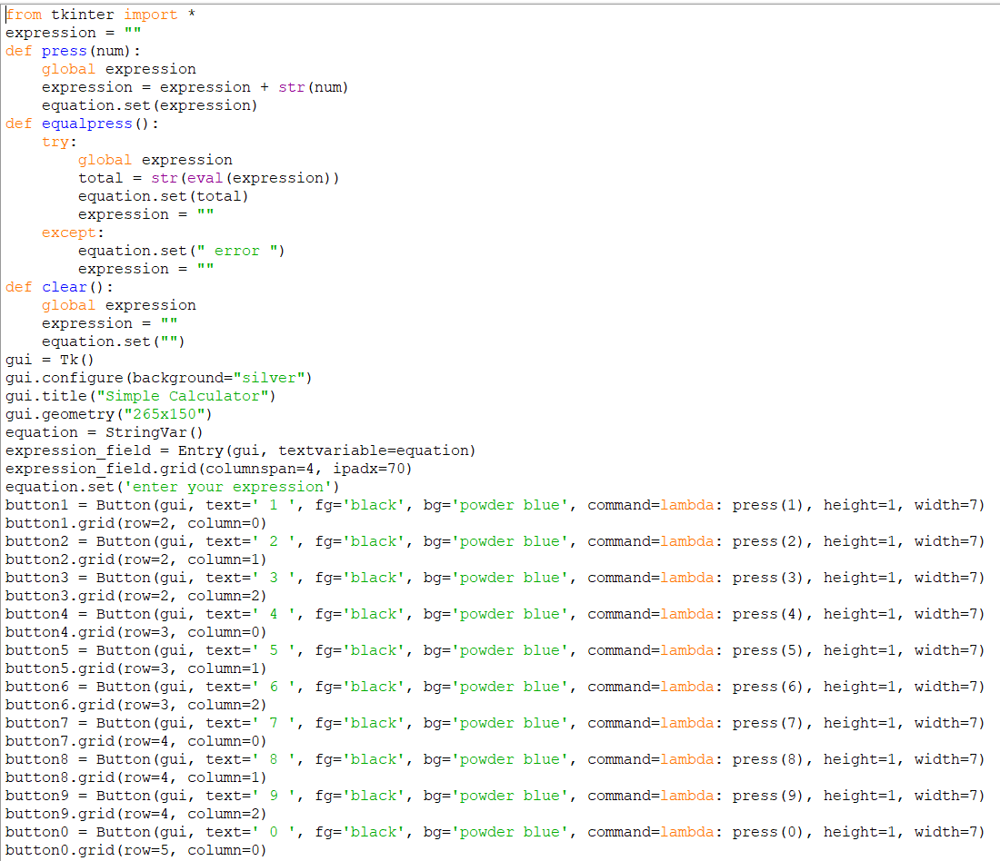 from tkinter import *
expression = ""
def press(num):
    global expression
    expression = expression + str(num)
    equation.set(expression)
def equalpress():
    try:
        global expression
        total = str(eval(expression))
        equation.set(total)
        expression = ""
    except:
        equation.set(" error ")
        expression = ""
def clear():
    global expression
    expression = ""
    equation.set("")
gui = Tk()
gui.configure(background="silver")
gui.title("Simple Calculator")
gui.geometry("265x150")
equation = StringVar()
expression_field = Entry(gui, textvariable=equation)
expression_field.grid(columnspan=4, ipadx=70)
equation.set('enter your expression')
button1 = Button(gui, text=' 1 ', fg='black', bg='powder blue', command=lambda: press(1), height=1, width=7)
button1.grid(row=2, column=0)
button2 = Button(gui, text=' 2 ', fg='black', bg='powder blue', command=lambda: press(2), height=1, width=7)
button2.grid(row=2, column=1)
button3 = Button(gui, text=' 3 ', fg='black', bg='powder blue', command=lambda: press(3), height=1, width=7)
button3.grid(row=2, column=2)
button4 = Button(gui, text=' 4 ', fg='black', bg='powder blue', command=lambda: press(4), height=1, width=7)
button4.grid(row=3, column=0)
button5 = Button(gui, text=' 5 ', fg='black', bg='powder blue', command=lambda: press(5), height=1, width=7)
button5.grid(row=3, column=1)
button6 = Button(gui, text=' 6 ', fg='black', bg='powder blue', command=lambda: press(6), height=1, width=7)
button6.grid(row=3, column=2)
button7 = Button(gui, text=' 7 ', fg='black', bg='powder blue', command=lambda: press(7), height=1, width=7)
button7.grid(row=4, column=0)
button8 = Button(gui, text=' 8 ', fg='black', bg='powder blue', command=lambda: press(8), height=1, width=7)
button8.grid(row=4, column=1)
button9 = Button(gui, text=' 9 ', fg='black', bg='powder blue', command=lambda: press(9), height=1, width=7)
button9.grid(row=4, column=2)
button0 = Button(gui, text=' 0 ', fg='black', bg='powder blue', command=lambda: press(0), height=1, width=7)
button0.grid(row=5, column=0)